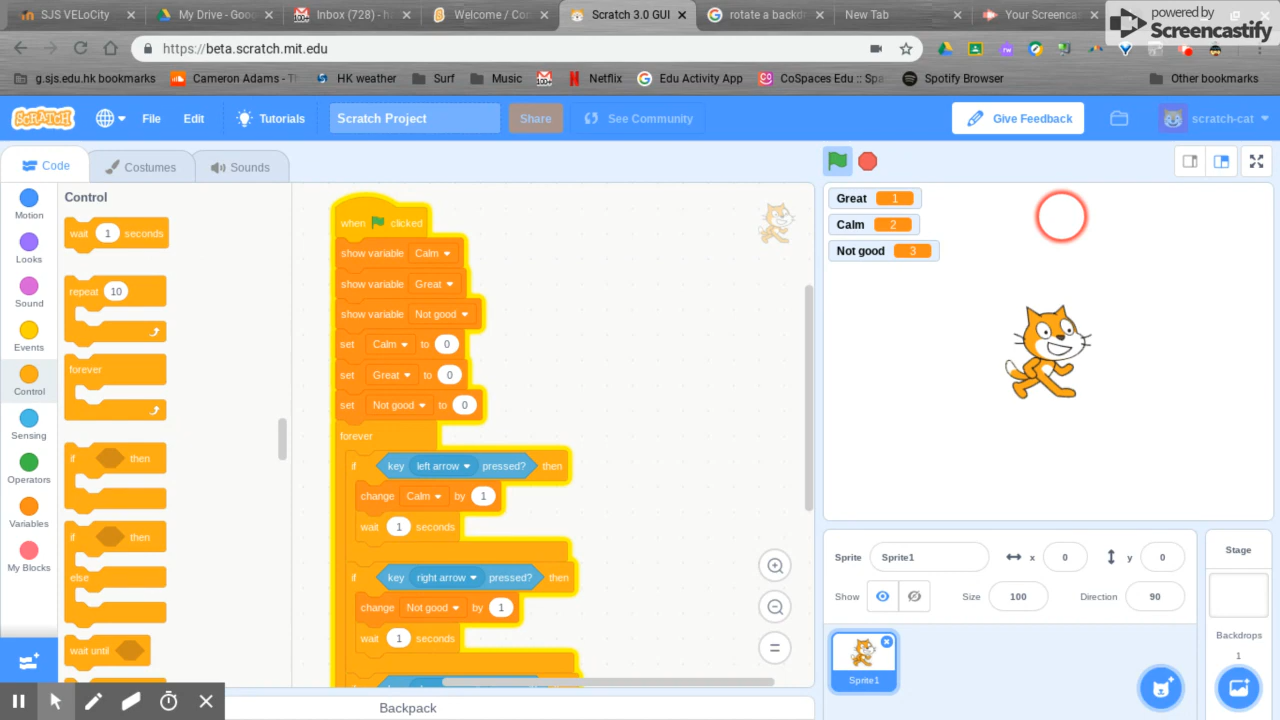 SJS VELoCity
My Drive - Goog
Inbox (728) - h
Welcome / Con
Scratch 3.0 GUI
rotate a backd
New Tab
Your Screencas
powered by
Screencastify
https://beta.scratch.mit.edu
g.sjs.edu.hk bookmarks
Cameron Adams - Th
HK weather
Surf
Music
Netflix
Edu Activity App
CoSpaces Edu :: Spa
Spotify Browser
Other bookmarks
SCRATCH
File
Edit
Tutorials
Scratch Project
Share
See Community
Give Feedback
scratch-cat
Code
Costumes
Sounds
Motion
Looks
Sound
Events
Control
Sensing
Operators
Variables
My Blocks
Control
wait 1 seconds
repeat 10
forever
if then
if then
else
wait until
when clicked
show variable Calm
show variable Great
show variable Not good
set Calm to 0
set Great to 0
set Not good to 0
forever
if key left arrow pressed? then
change Calm by 1
wait 1 seconds
if key right arrow pressed? then
change Not good by 1
wait 1 seconds
Backpack
Great 1
Calm 2
Not good 3
Sprite Sprite1 x 0 y 0
Show Size 100 Direction 90
Sprite1
Stage
Backdrops
1